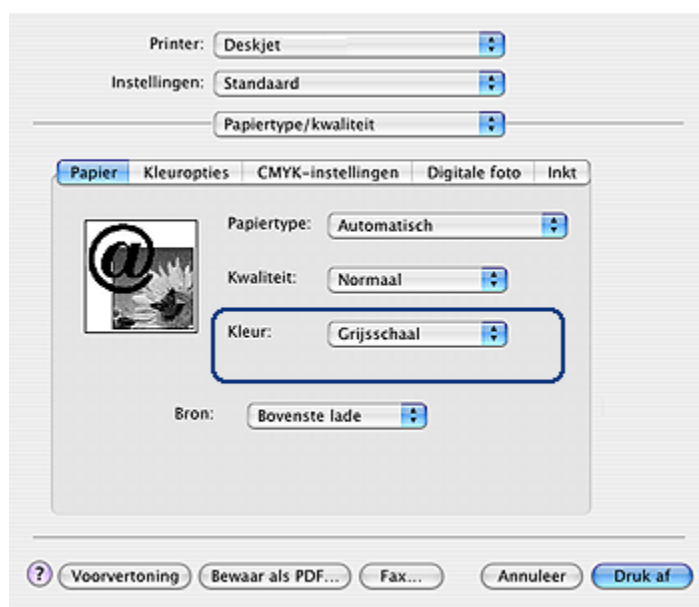 Printer: Deskjet
Instellingen: Standaard
Papiertype/kwaliteit
Papier Kleuropties CMYK-instellingen Digitale foto Inkt
@
Papiertype: Automatisch
Kwaliteit: Normaal
Kleur: Grijsschaal
Bron: Bovenste lade
? Voorvertoning Bewaar als PDF... Fax... Annuleer Druk af